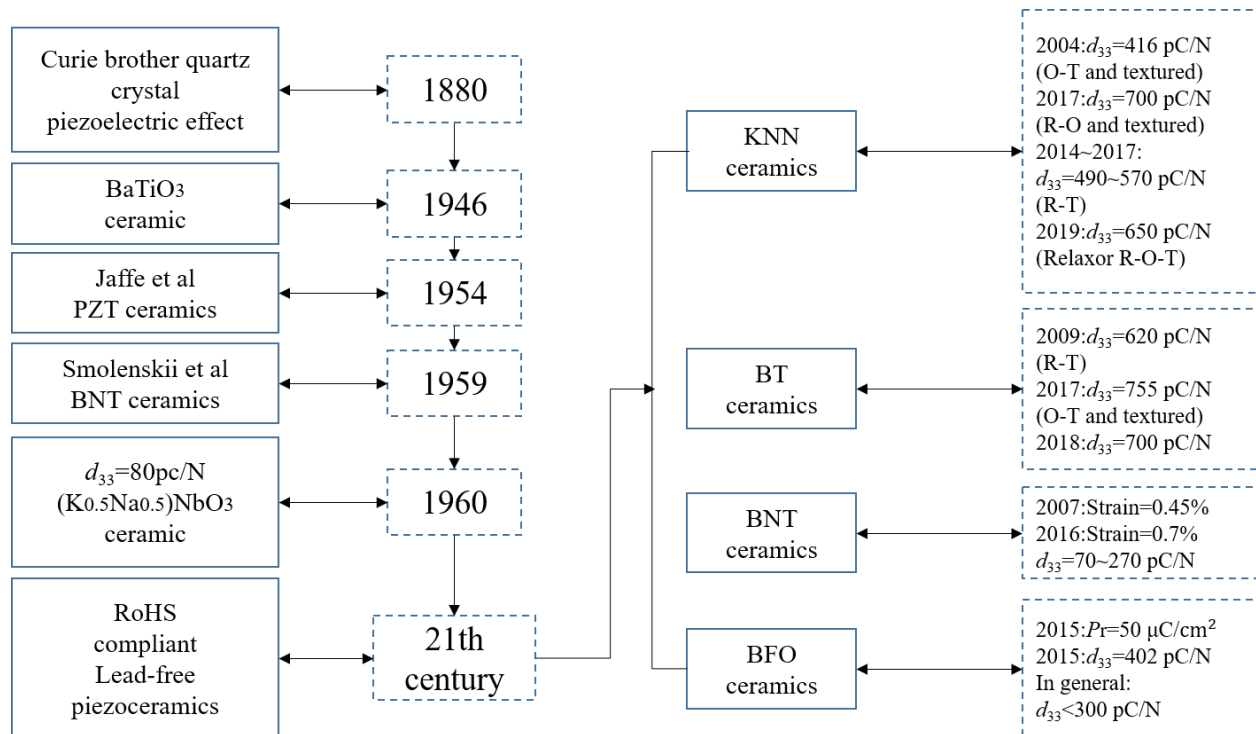 Curie brother quartz
crystal
piezoelectric effect
1880
BaTiO3
ceramic
1946
Jaffe et al
PZT ceramics
1954
Smolenskii et al
BNT ceramics
1959
d33=80pc/N
(K0.5Na0.5)NbO3
ceramic
1960
RoHS
compliant
Lead-free
piezoceramics
21th
century
KNN
ceramics
2004:d33=416 pC/N
(O-T and textured)
2017:d33=700 pC/N
(R-O and textured)
2014~2017:
d33=490~570 pC/N
(R-T)
2019:d33=650 pC/N
(Relaxor R-O-T)
BT
ceramics
2009:d33=620 pC/N
(R-T)
2017:d33=755 pC/N
(O-T and textured)
2018:d33=700 pC/N
BNT
ceramics
2007:Strain=0.45%
2016:Strain=0.7%
d33=70~270 pC/N
BFO
ceramics
2015:Pr=50 μC/cm²
2015:d33=402 pC/N
In general:
d33<300 pC/N